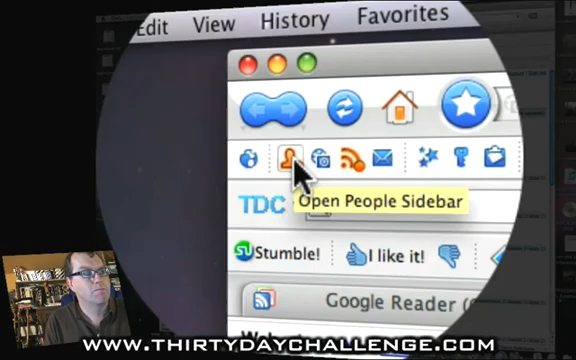 Edit View History Favorites
Open People Sidebar
TDC
Stumble! I like it!
Google Reader (
WWW.THIRTYDAYCHALLENGE.COM